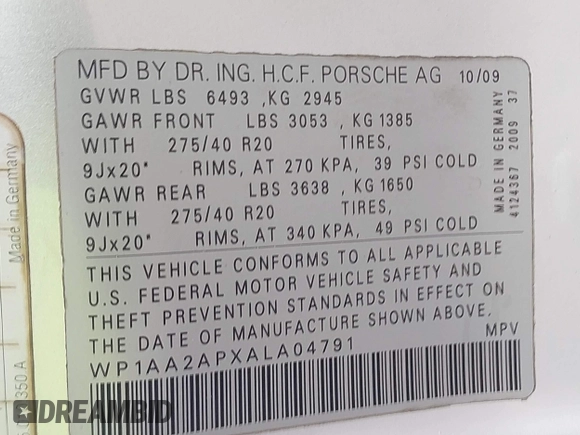 MFD BY DR. ING. H.C.F. PORSCHE AG 10/09
GVWR LBS 6493 ,KG 2945
GAWR FRONT LBS 3053 , KG 1385
WITH 275/40 R20 TIRES,
9Jx20" RIMS, AT 270 KPA, 39 PSI COLD
GAWR REAR LBS 3638 , KG 1650
WITH 275/40 R20 TIRES,
9Jx20" RIMS, AT 340 KPA, 49 PSI COLD
THIS VEHICLE CONFORMS TO ALL APPLICABLE
U.S. FEDERAL MOTOR VEHICLE SAFETY AND
THEFT PREVENTION STANDARDS IN EFFECT ON
THE DATE OF MANUFACTURE SHOWN ABOVE.
WP1AA2APXALA04791 MPV
MADE IN GERMANY
4124367 2009 37
Made in Germany
350 A
DREAMBID